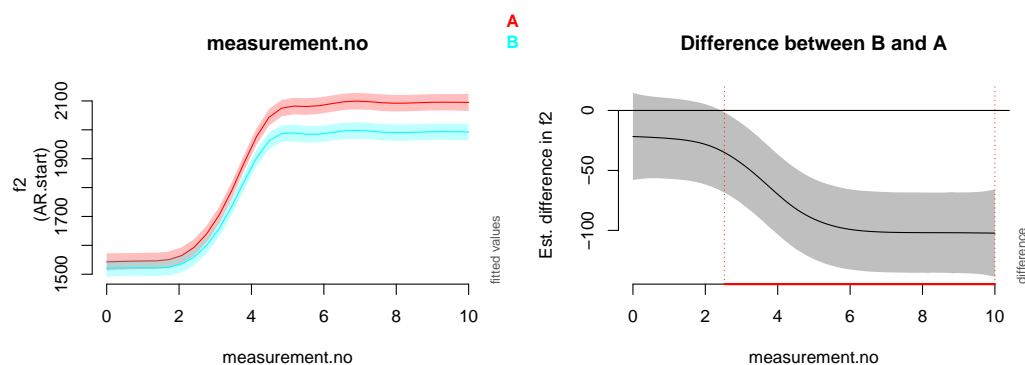 A
B
measurement.no
f2
(AR.start)
1500
1700
1900
2100
0
2
4
6
8
10
measurement.no
fitted values
Difference between B and A
Est. difference in f2
−100
−50
0
0
2
4
6
8
10
measurement.no
difference